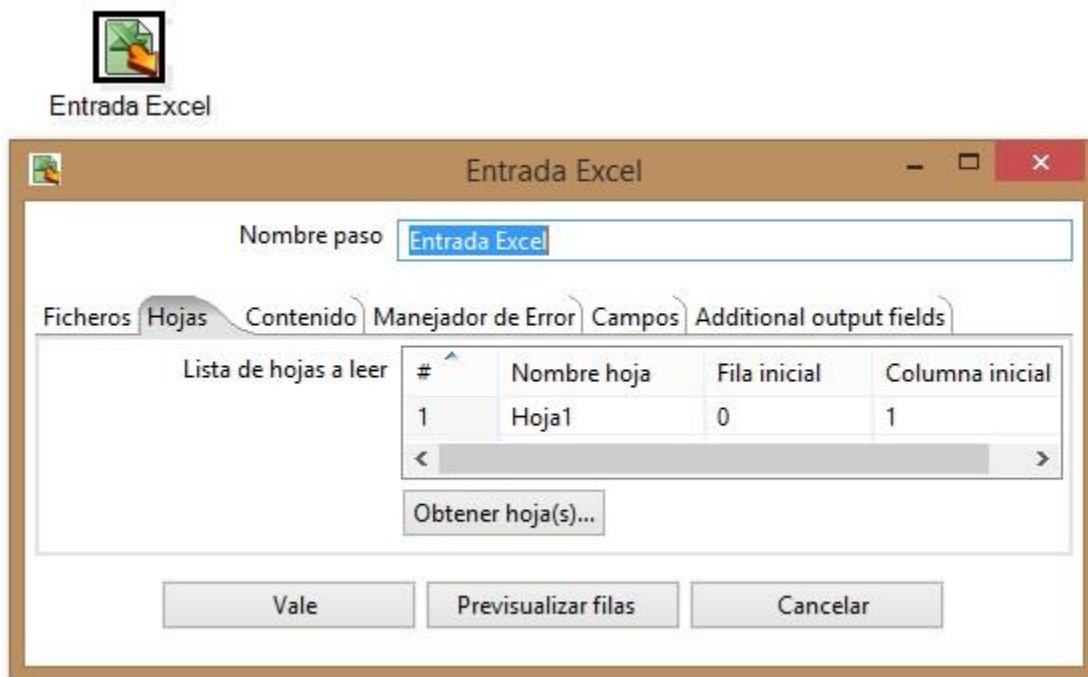 Entrada Excel
Entrada Excel
Nombre paso Entrada Excel
Ficheros Hojas Contenido Manejador de Error Campos Additional output fields
Lista de hojas a leer # Nombre hoja Fila inicial Columna inicial
1 Hoja1 0 1
Obtener hoja(s)...
Vale Previsualizar filas Cancelar